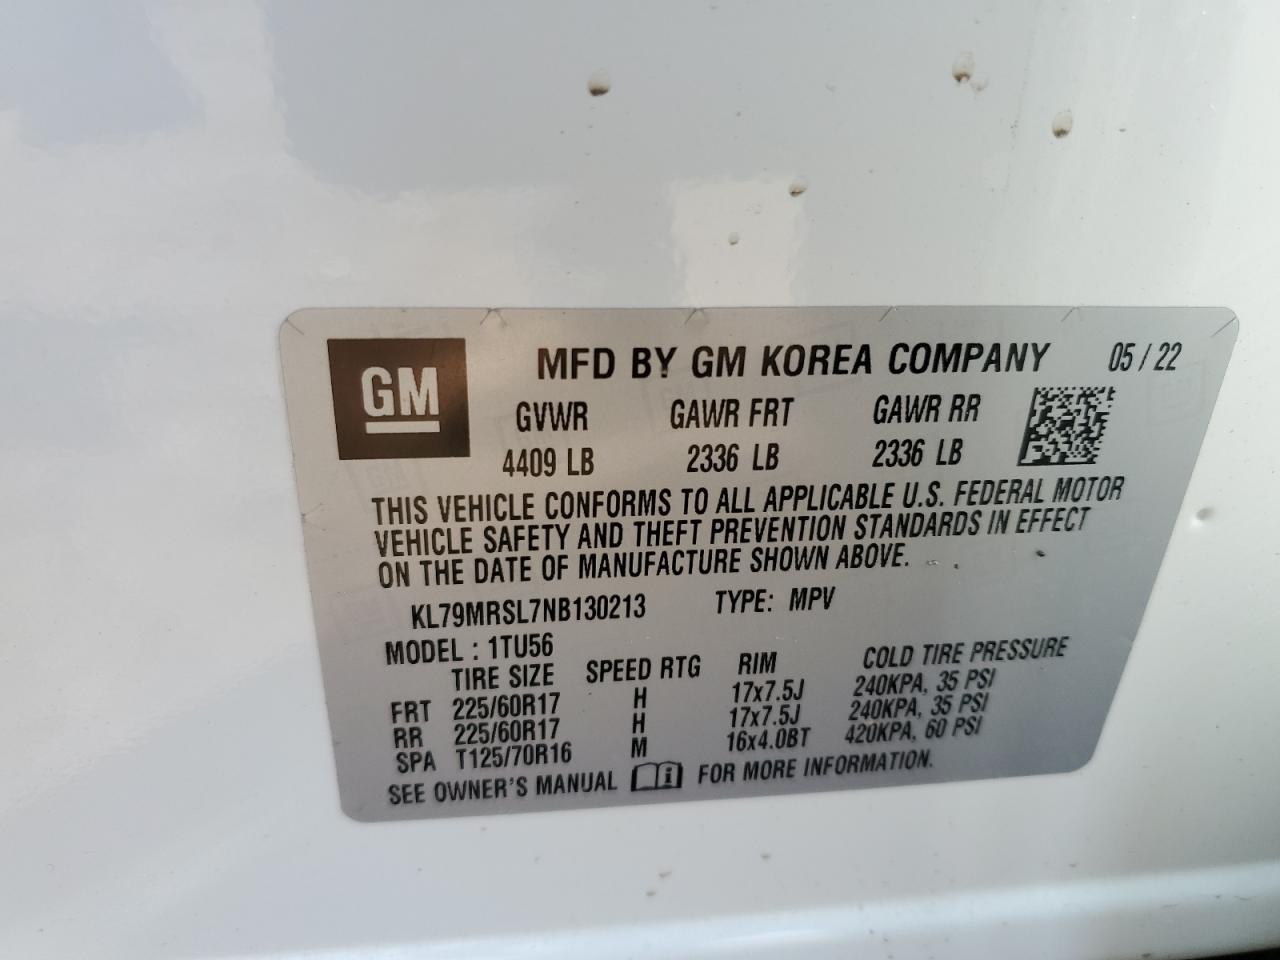 GM
MFD BY GM KOREA COMPANY 05/22
GVWR GAWR FRT GAWR RR
4409 LB 2336 LB 2336 LB
THIS VEHICLE CONFORMS TO ALL APPLICABLE U.S. FEDERAL MOTOR
VEHICLE SAFETY AND THEFT PREVENTION STANDARDS IN EFFECT
ON THE DATE OF MANUFACTURE SHOWN ABOVE.
KL79MRSL7NB130213 TYPE: MPV
MODEL : 1TU56
TIRE SIZE SPEED RTG RIM COLD TIRE PRESSURE
FRT 225/60R17 H 17x7.5J 240KPA, 35 PSI
RR 225/60R17 H 17x7.5J 240KPA, 35 PSI
SPA T125/70R16 M 16x4.0BT 420KPA, 60 PSI
SEE OWNER'S MANUAL i FOR MORE INFORMATION.